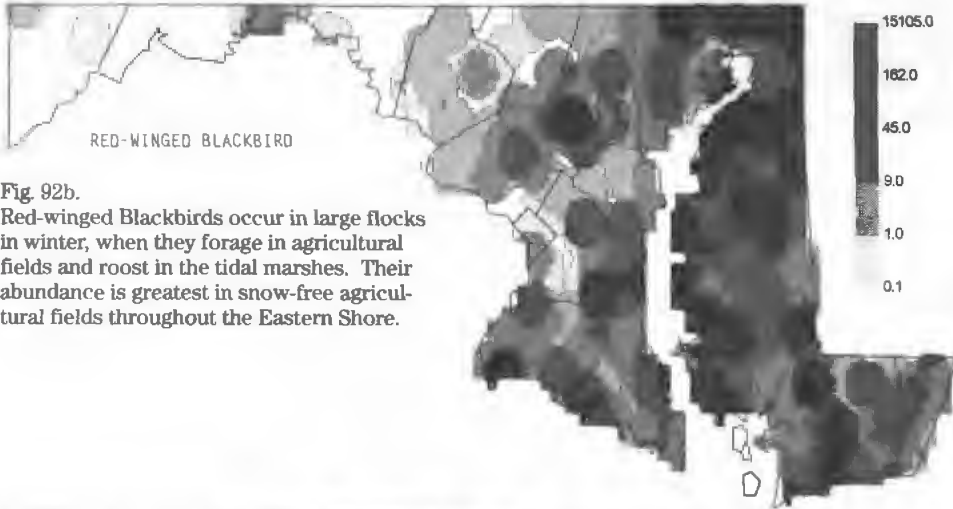 15105.0
162.0
45.0
9.0
1.0
0.1
RED-WINGED BLACKBIRD
Fig. 92b.
Red-winged Blackbirds occur in large flocks
in winter, when they forage in agricultural
fields and roost in the tidal marshes. Their
abundance is greatest in snow-free agricul-
tural fields throughout the Eastern Shore.